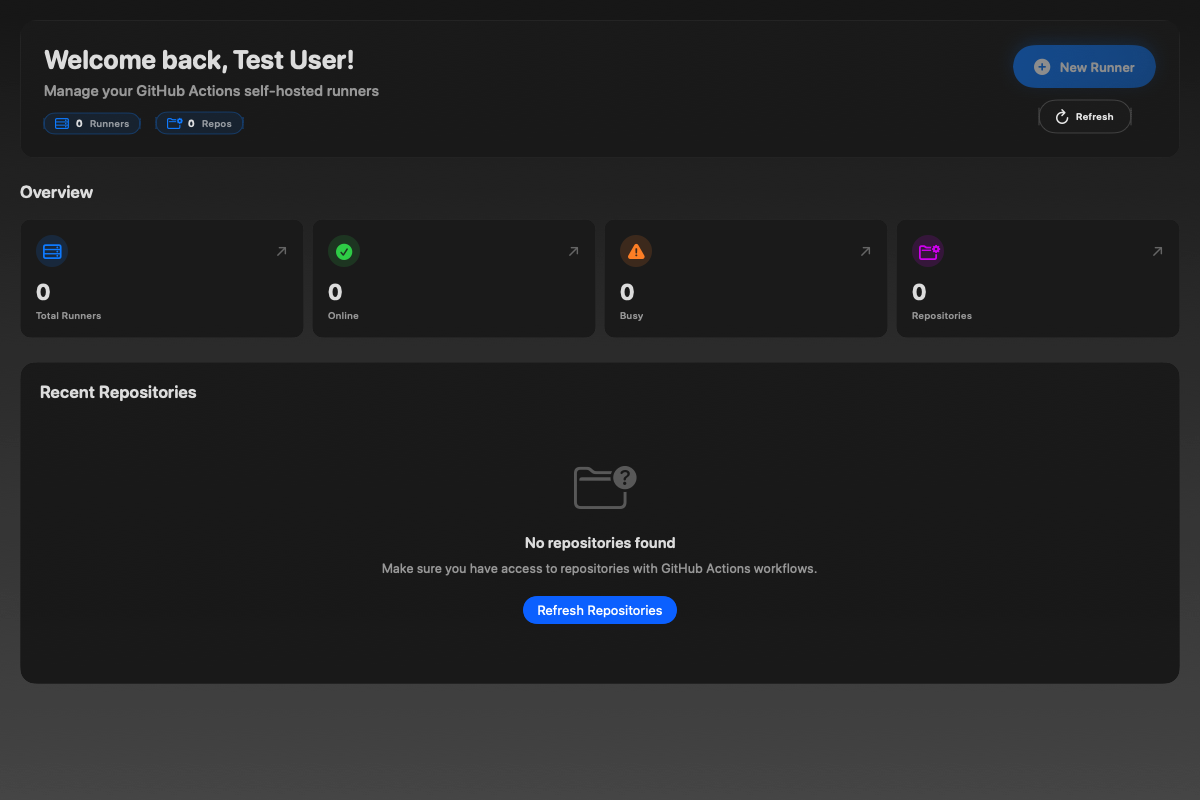 Welcome back, Test User!
Manage your GitHub Actions self-hosted runners
0 Runners
0 Repos
New Runner
Refresh
Overview
0
Total Runners
0
Online
0
Busy
0
Repositories
Recent Repositories
No repositories found
Make sure you have access to repositories with GitHub Actions workflows.
Refresh Repositories